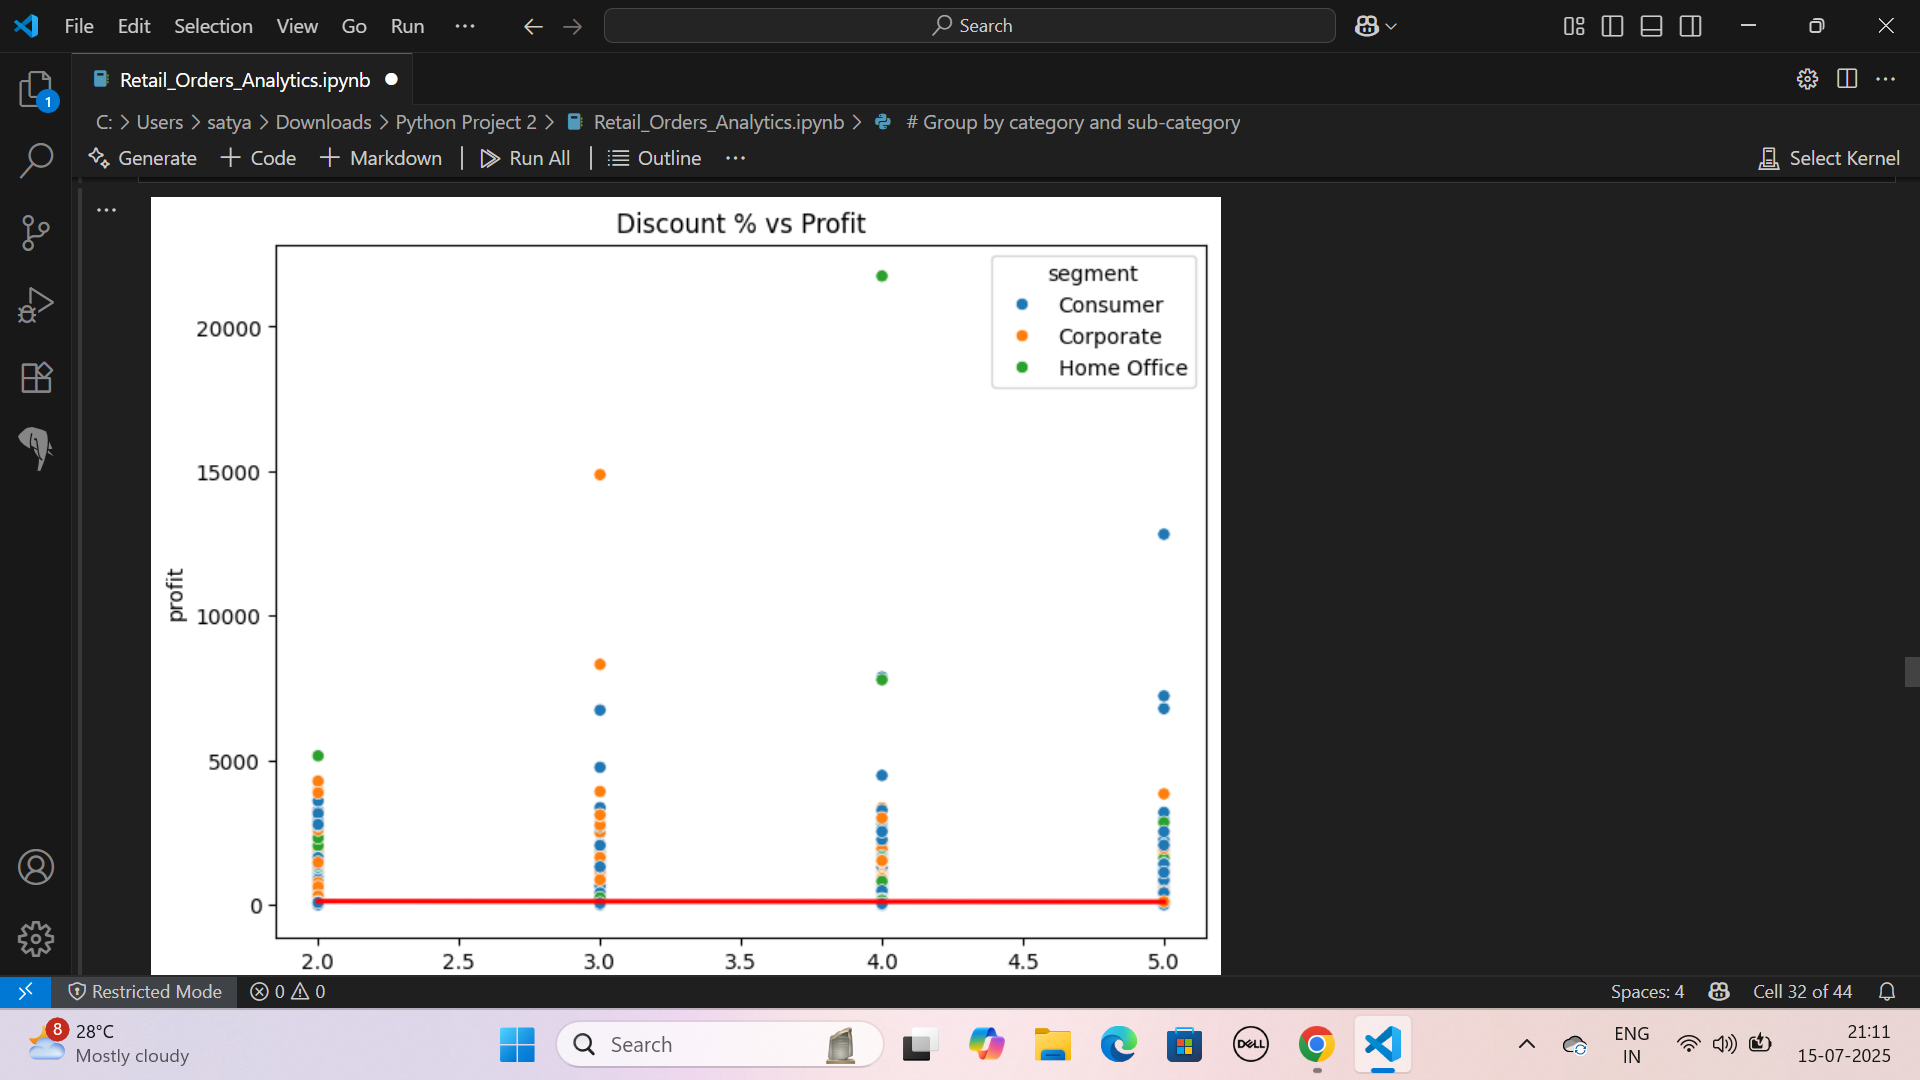 File Edit Selection View Go Run ··· Search
Retail_Orders_Analytics.ipynb
1
C: > Users > satya > Downloads > Python Project 2 > Retail_Orders_Analytics.ipynb > # Group by category and sub-category
Generate + Code + Markdown | Run All | Outline ··· Select Kernel
Discount % vs Profit
segment
Consumer
Corporate
Home Office
20000
15000
profit
10000
5000
0
2.0 2.5 3.0 3.5 4.0 4.5 5.0
Restricted Mode 0 0 Spaces: 4 Cell 32 of 44
8 28°C
Mostly cloudy
Search
DELL
ENG
IN
21:11
15-07-2025